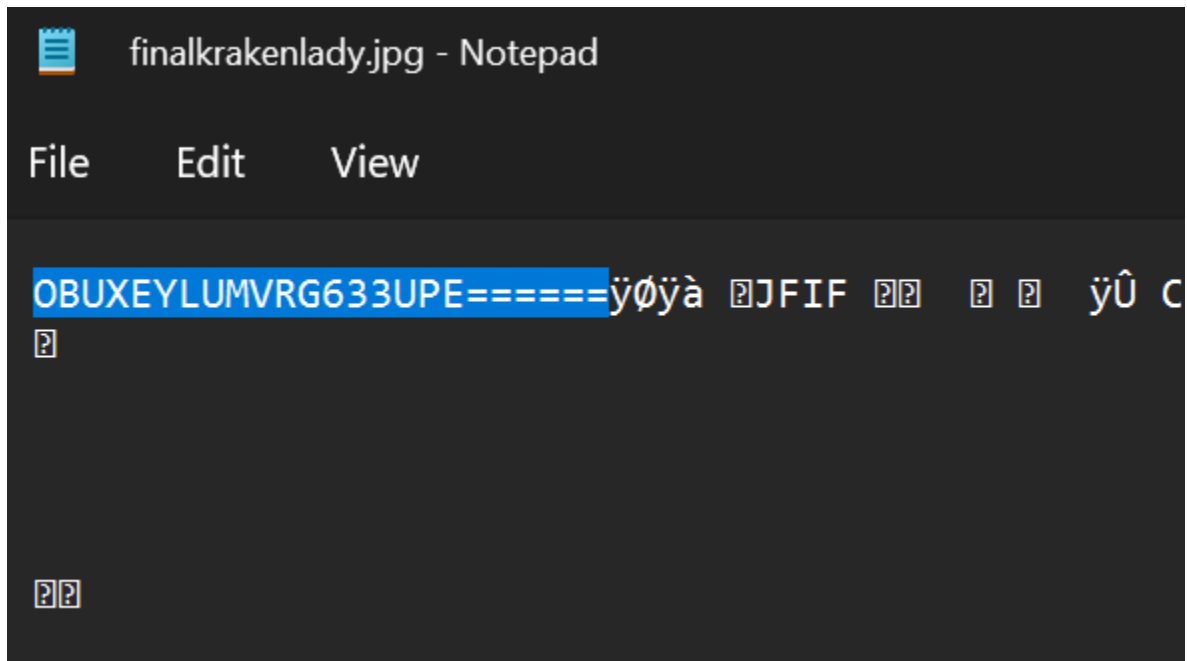 finalkrakenlady.jpg - Notepad
File Edit View
OBUXEYLUMVRG633UPE======ÿØÿà JFIF ÿÛ C